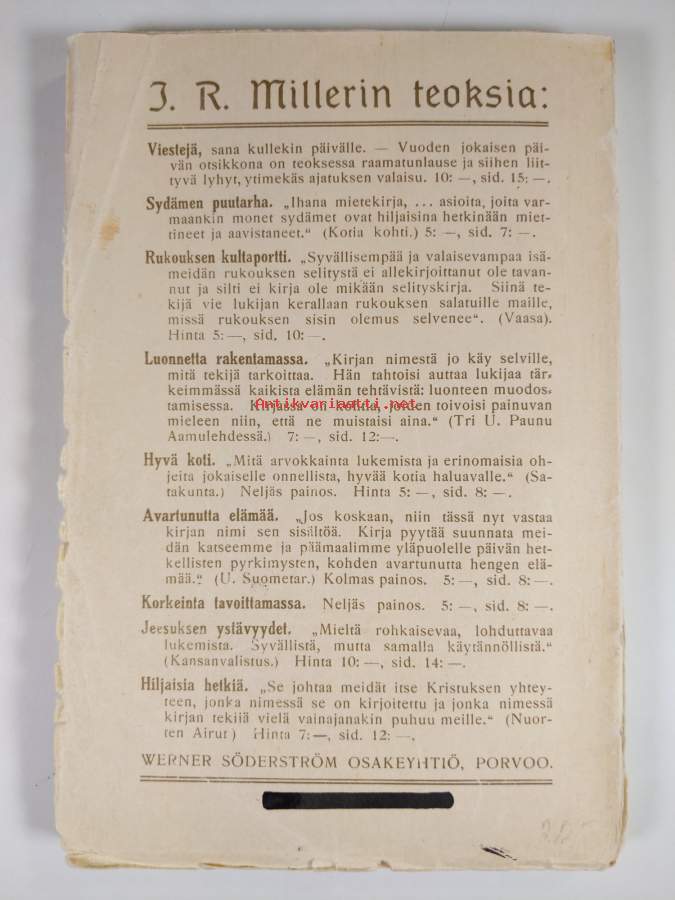 J. R. Millerin teoksia:
Viestejä, sana kullekin päivälle. — Vuoden jokaisen päi-
vän otsikkona on teoksessa raamatunlause ja siihen liit-
tyvä lyhyt, ytimekäs ajatuksen valaisu. 10: —, sid. 15: —.
Sydämen puutarha. „Ihana mietekirja, ... asioita, joita var-
maankin monet sydämet ovat hiljaisina hetkinään miet-
tineet ja aavistaneet.“ (Kotia kohti.) 5: —, sid. 7: —.
Rukouksen kultaportti. „Syvällisempää ja valaisevampaa isä-
meidän rukouksen selitystä ei allekirjoittanut ole tavan-
nut ja silti ei kirja ole mikään selityskirja. Siinä te-
kijä vie lukijan kerallaan rukouksen salatuille maille,
missä rukouksen sisin olemus selvenee“. (Vaasa).
Hinta 5: —, sid. 10: —.
Luonnetta rakentamassa. „Kirjan nimestä jo käy selville,
mitä tekijä tarkoittaa. Hän tahtoisi auttaa lukijaa tär-
keimmässä kaikista elämän tehtävistä: luonteen muodos-
tamisessa. Kirjassa on kohtia, joiden toivoisi painuvan
Antikvariaatti.net
mieleen niin, että ne muistaisi aina.“ (Tri U. Paunu
Aamulehdessä.) 7: —, sid. 12: —.
Hyvä koti. „Mitä arvokkainta lukemista ja erinomaisia oh-
jeita jokaiselle onnellista, hyvää kotia haluavalle.“ (Sa-
takunta.) Neljäs painos. Hinta 5: —, sid. 8: —.
Avartunutta elämää. „Jos koskaan, niin tässä nyt vastaa
kirjan nimi sen sisältöä. Kirja pyytää suunnata mei-
dän katseemme ja päämaalimme yläpuolelle päivän het-
kellisten pyrkimysten, kohden avartunutta hengen elä-
mää.“ (U. Suometar.) Kolmas painos. 5: —, sid. 8: —.
Korkeinta tavoittamassa. Neljäs painos. 5: —, sid. 8: —.
Jeesuksen ystävyydet. „Mieltä rohkaisevaa, lohduttavaa
lukemista. Syvällistä, mutta samalla käytännöllistä.“
(Kansanvalistus.) Hinta 10: —, sid. 14: —.
Hiljaisia hetkiä. „Se johtaa meidät itse Kristuksen yhtey-
teen, jonka nimessä se on kirjoitettu ja jonka nimessä
kirjan tekijä vielä vainajanakin puhuu meille.“ (Nuor-
ten Airut) Hinta 7: —, sid. 12: —.
WERNER SÖDERSTRÖM OSAKEYHTIÖ, PORVOO.